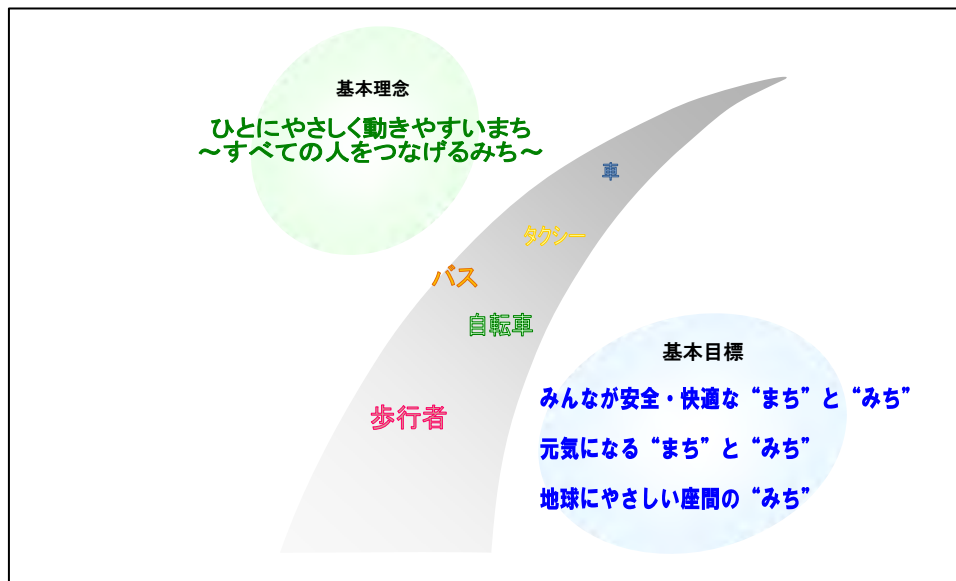 基本理念
ひとにやさしく動きやすいまち
～すべての人をつなげるみち～
車
タクシー
バス
自転車
歩行者
基本目標
みんなが安全・快適な“まち”と“みち”
元気になる“まち”と“みち”
地球にやさしい座間の“みち”